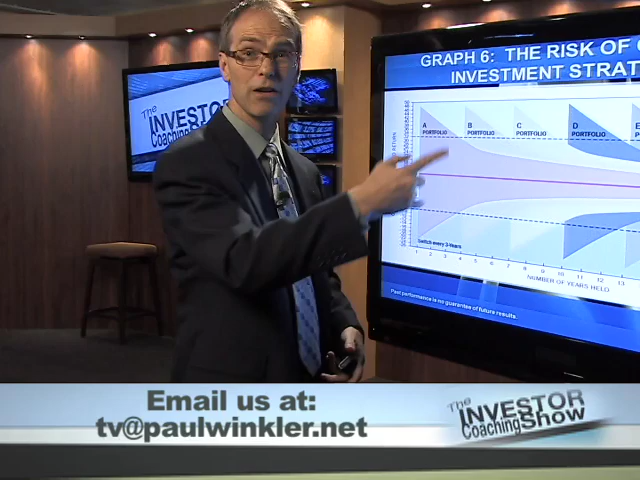 GRAPH 6: THE RISK OF
INVESTMENT STRAT
The
INVESTOR
Coaching
A
PORTFOLIO
B
PORTFOLIO
C
PORTFOLIO
D
PORTFOLIO
E
Switch every 3-Years
1 2 3 4 5 6 7 8 9 10 11 12 13
NUMBER OF YEARS HELD
Past performance is no guarantee of future results.
Email us at:
tv@paulwinkler.net
The
INVESTOR
CoachingShow